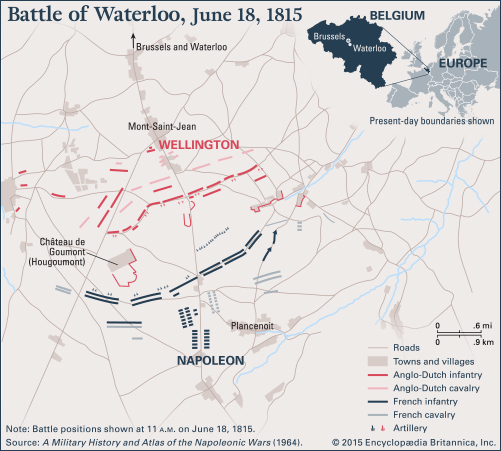 Battle of Waterloo, June 18, 1815
BELGIUM
Brussels
Waterloo
EUROPE
Present-day boundaries shown
Brussels and Waterloo
Mont-Saint-Jean
WELLINGTON
Château de
Goumont
(Hougoumont)
Plancenoit
NAPOLEON
0 .6 mi
0 .9 km
Roads
Towns and villages
Anglo-Dutch infantry
Anglo-Dutch cavalry
French infantry
French cavalry
Artillery
Note: Battle positions shown at 11 A.M. on June 18, 1815.
Source: A Military History and Atlas of the Napoleonic Wars (1964).
© 2015 Encyclopædia Britannica, Inc.